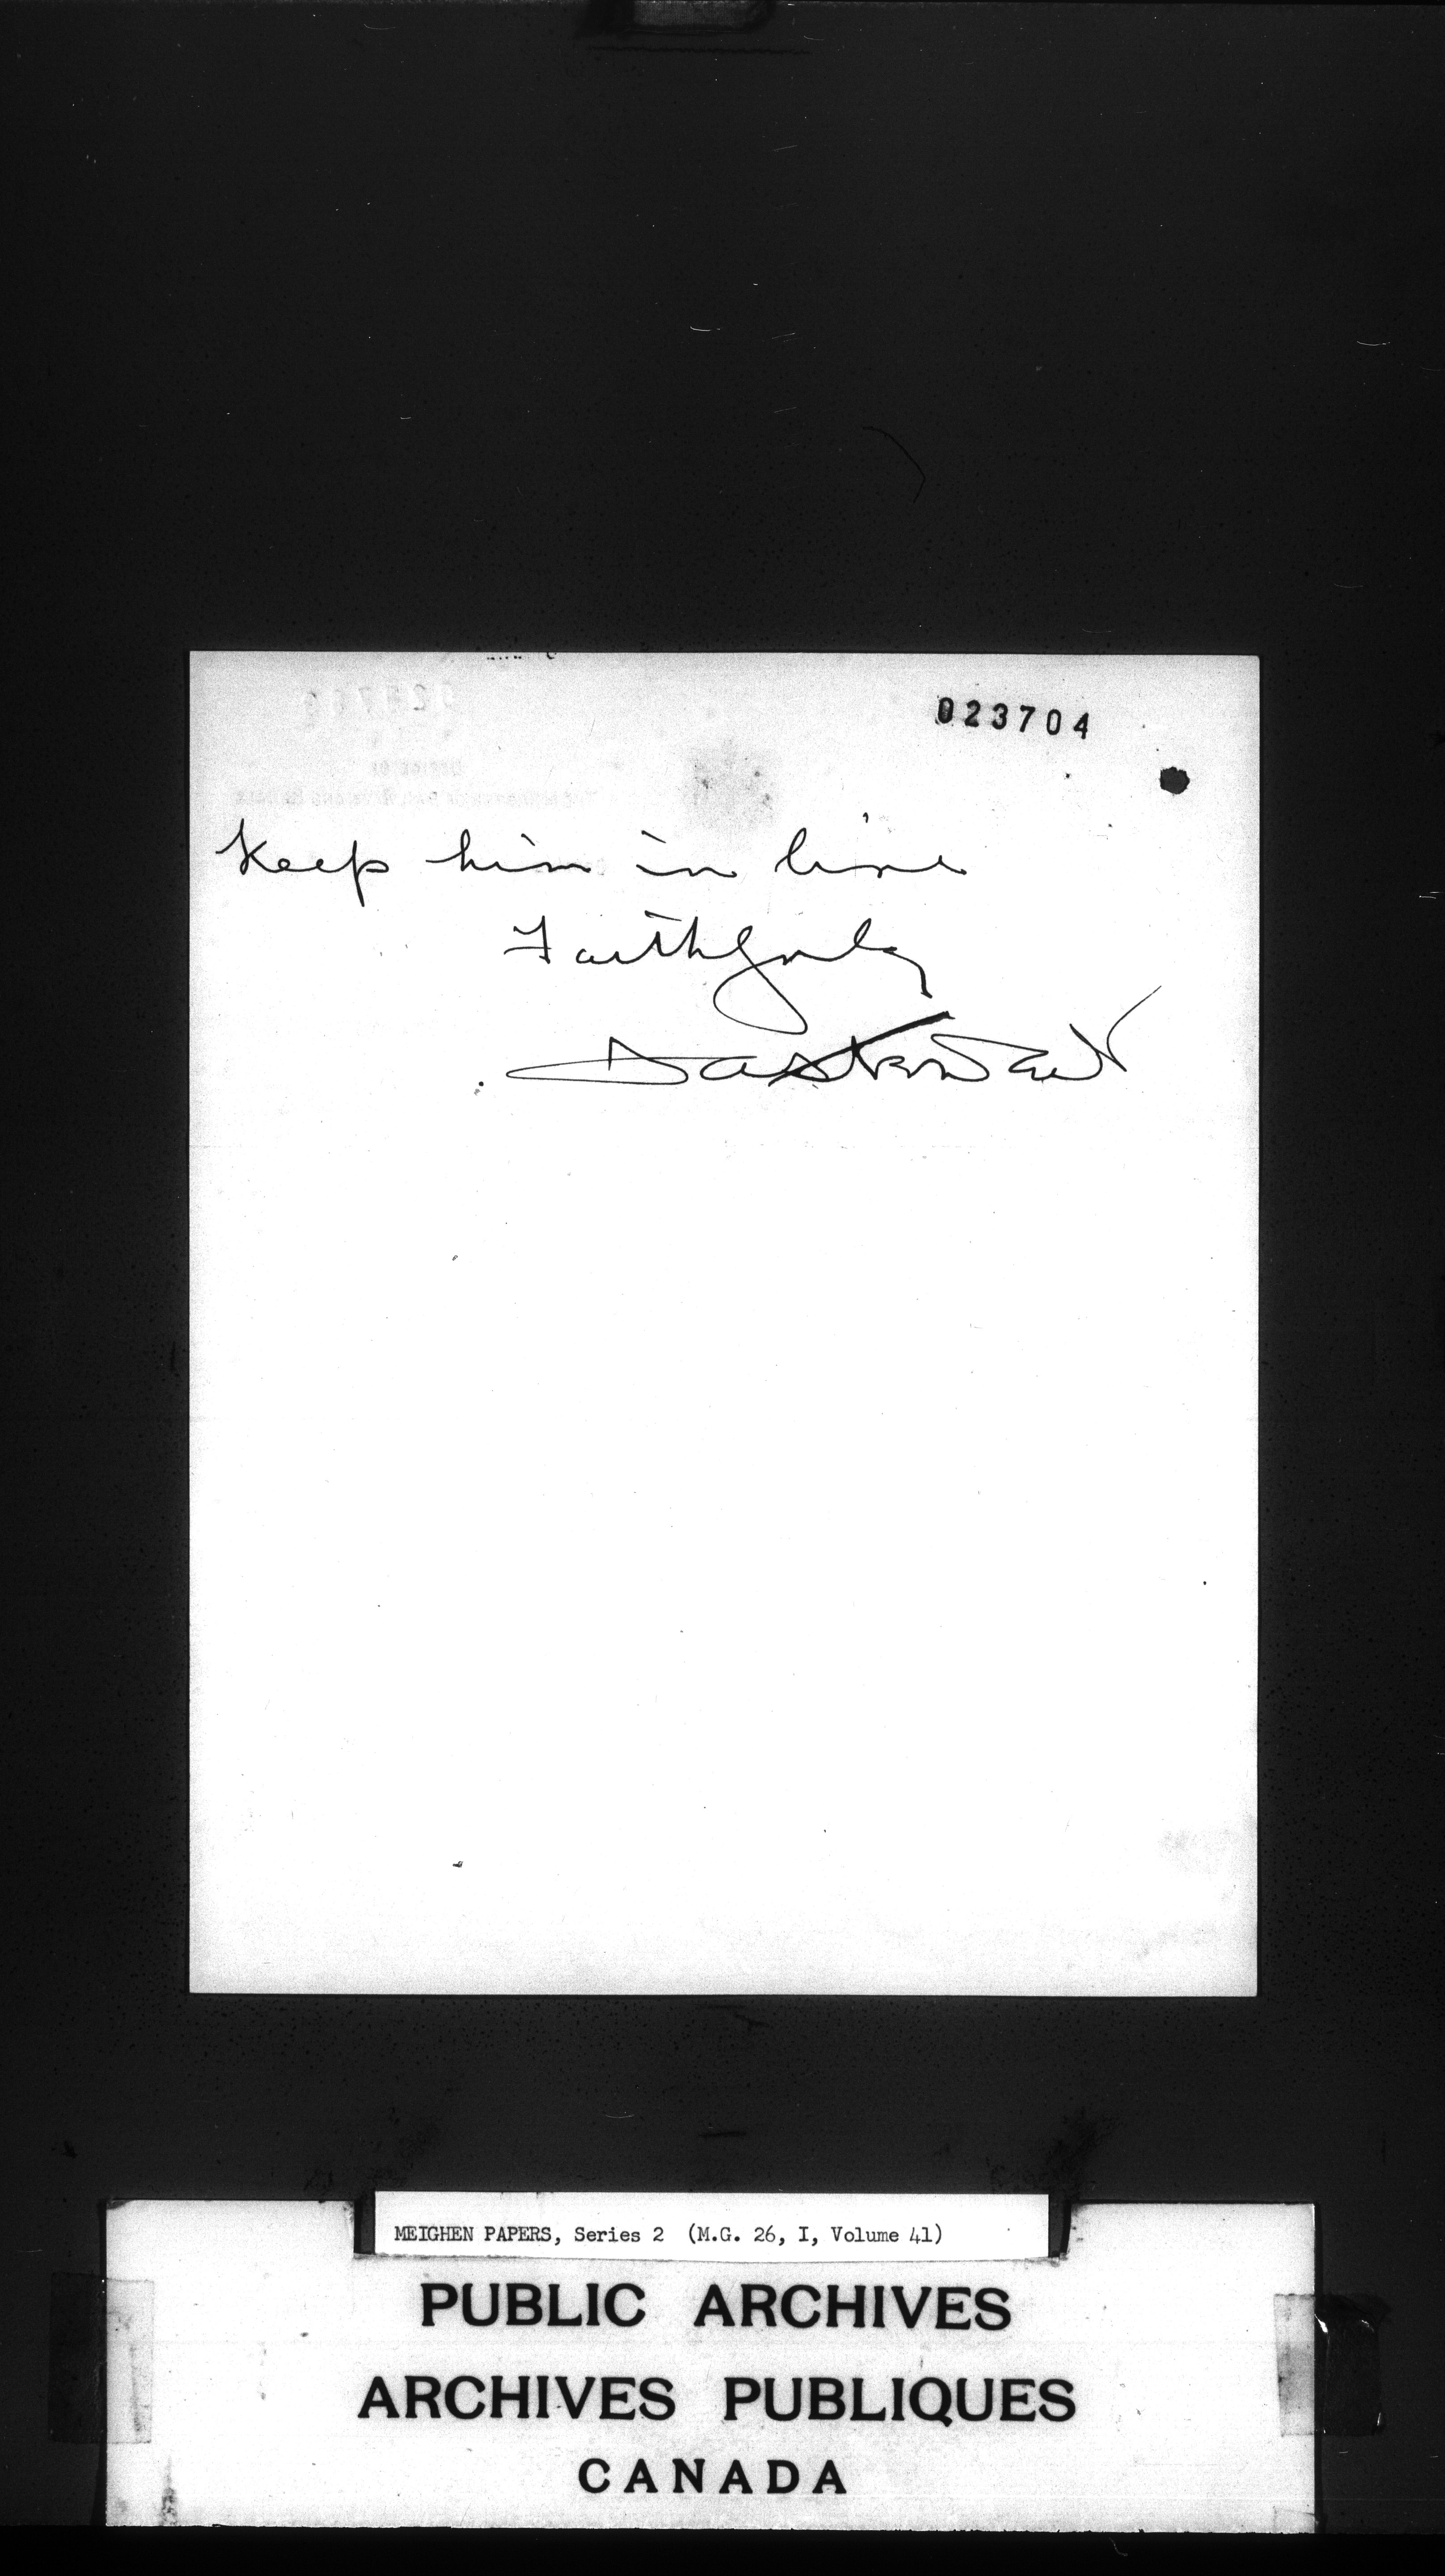 023704
Keep him in line
Faithfully
MEIGHEN PAPERS, Series 2 (M.G. 26, I, Volume 41)
PUBLIC ARCHIVES
ARCHIVES PUBLIQUES
CANADA